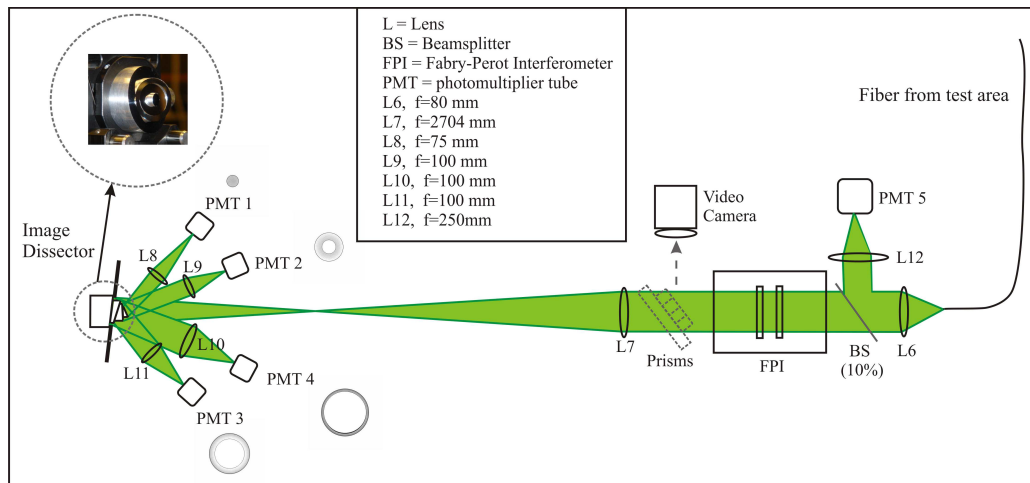 L = Lens
BS = Beamsplitter
FPI = Fabry-Perot Interferometer
PMT = photomultiplier tube
L6, f=80 mm
L7, f=2704 mm
L8, f=75 mm
L9, f=100 mm
L10, f=100 mm
L11, f=100 mm
L12, f=250mm
Fiber from test area
Video
Camera
PMT 5
L12
PMT 1
Image
Dissector
L8
L9
PMT 2
L10
L11
PMT 4
PMT 3
L7
Prisms
FPI
BS
(10%)
L6